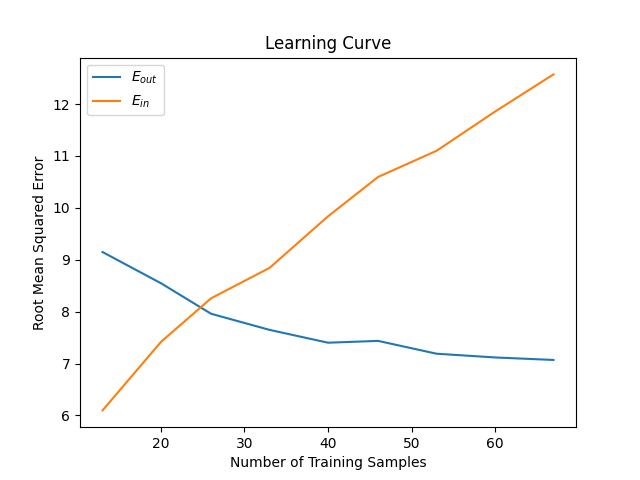 Learning Curve
E_out
E_in
Root Mean Squared Error
12
11
10
9
8
7
6
20 30 40 50 60
Number of Training Samples